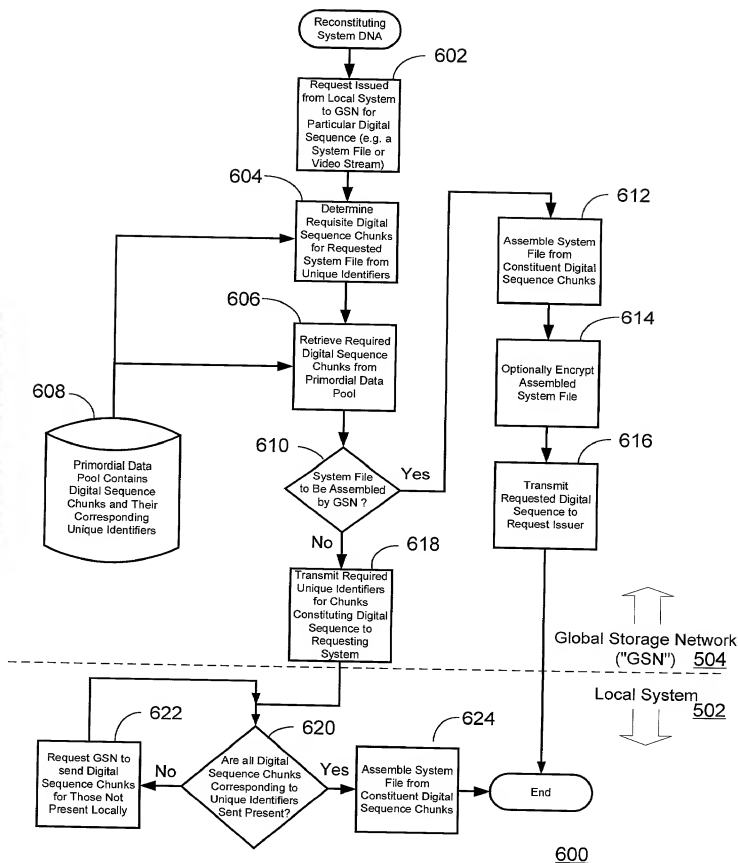 Reconstituting
System DNA
602
Request Issued
from Local System
to GSN for
Particular Digital
Sequence (e.g. a
System File or
Video Stream)
604
Determine
Requisite Digital
Sequence Chunks
for Requested
System File from
Unique Identifiers
606
Retrieve Required
Digital Sequence
Chunks from
Primordial Data
Pool
608
Primordial Data
Pool Contains
Digital Sequence
Chunks and Their
Corresponding
Unique Identifiers
610
System File
to Be Assembled
by GSN ?
Yes
No
612
Assemble System
File from
Constituent Digital
Sequence Chunks
614
Optionally Encrypt
Assembled
System File
616
Transmit
Requested Digital
Sequence to
Request Issuer
618
Transmit Required
Unique Identifiers
for Chunks
Constituting Digital
Sequence to
Requesting
System
Global Storage Network
("GSN") 504
Local System
502
620
Are all Digital
Sequence Chunks
Corresponding to
Unique Identifiers
Sent Present?
No
Yes
622
Request GSN to
send Digital
Sequence Chunks
for Those Not
Present Locally
624
Assemble System
File from
Constituent Digital
Sequence Chunks
End
600